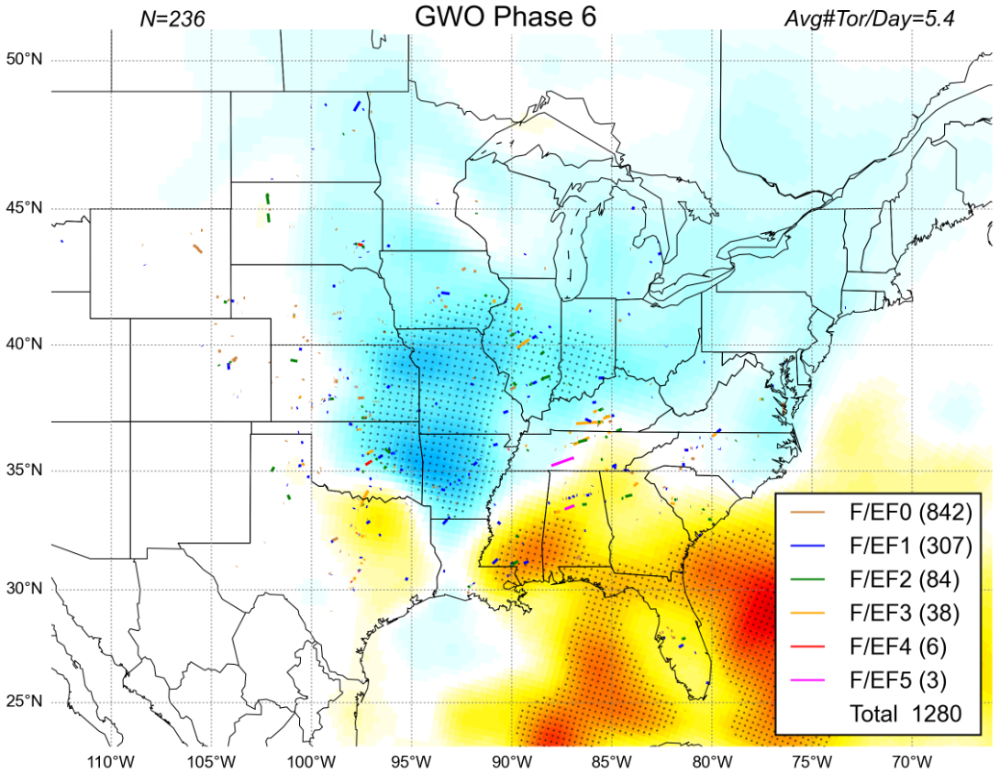 N=236 GWO Phase 6 Avg#Tor/Day=5.4
50°N
45°N
40°N
35°N
30°N
25°N
F/EF0 (842)
F/EF1 (307)
F/EF2 (84)
F/EF3 (38)
F/EF4 (6)
F/EF5 (3)
Total 1280
110°W 105°W 100°W 95°W 90°W 85°W 80°W 75°W 70°W